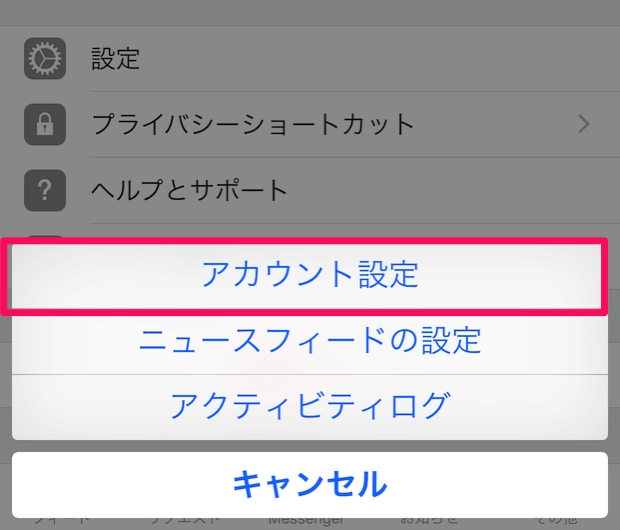 設定
プライバシーショートカット
?
ヘルプとサポート
アカウント設定
ニュースフィードの設定
アクティビティログ
キャンセル
フィード リクエスト Messenger お知らせ その他